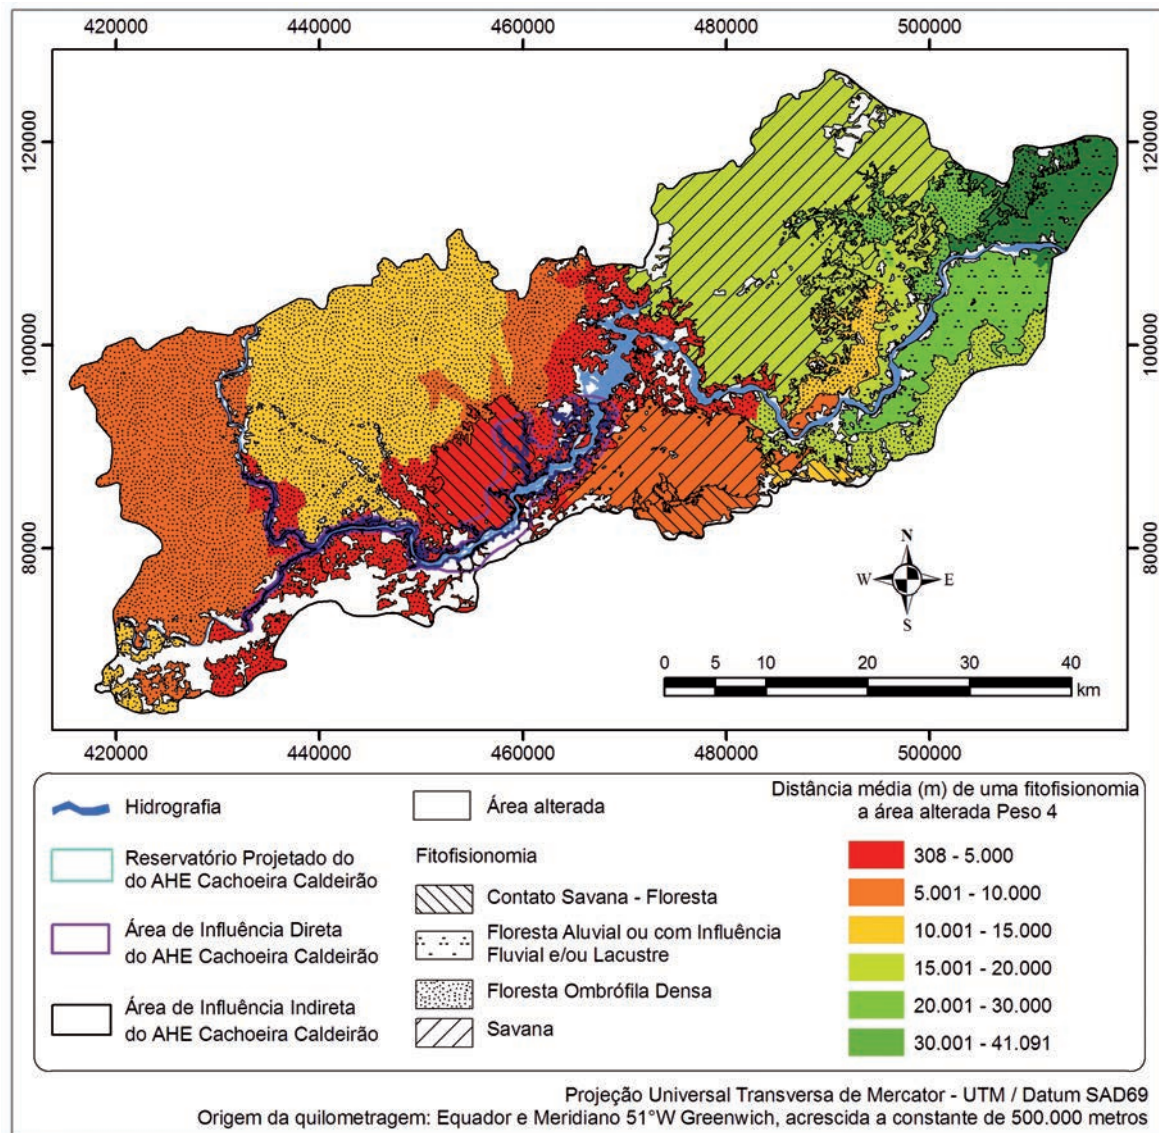 420000 440000 460000 480000 500000
120000
100000
80000
120000
100000
80000
N
W E
S
0 5 10 20 30 40
km
420000 440000 460000 480000 500000
Hidrografia
Reservatório Projetado do
do AHE Cachoeira Caldeirão
Área de Influência Direta
do AHE Cachoeira Caldeirão
Área de Influência Indireta
do AHE Cachoeira Caldeirão
Área alterada
Fitofisionomia
Contato Savana - Floresta
Floresta Aluvial ou com Influência
Fluvial e/ou Lacustre
Floresta Ombrófila Densa
Savana
Distância média (m) de uma fitofisionomia
a área alterada Peso 4
308 - 5.000
5.001 - 10.000
10.001 - 15.000
15.001 - 20.000
20.001 - 30.000
30.001 - 41.091
Projeção Universal Transversa de Mercator - UTM / Datum SAD69
Origem da quilometragem: Equador e Meridiano 51°W Greenwich, acrescida a constante de 500.000 metros